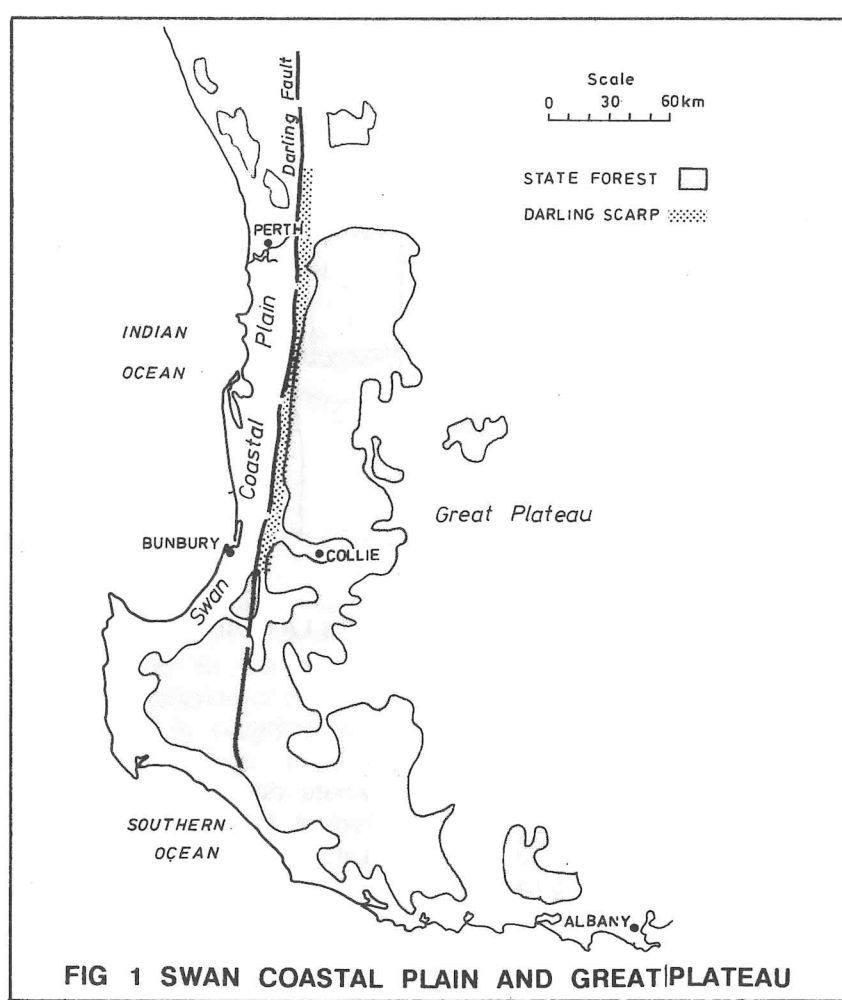 Scale
0 30 60km
STATE FOREST
DARLING SCARP
Darling Fault
PERTH
Plain
INDIAN
OCEAN
Coastal
Great Plateau
BUNBURY
COLLIE
Swan
SOUTHERN
OCEAN
ALBANY
FIG 1 SWAN COASTAL PLAIN AND GREAT PLATEAU